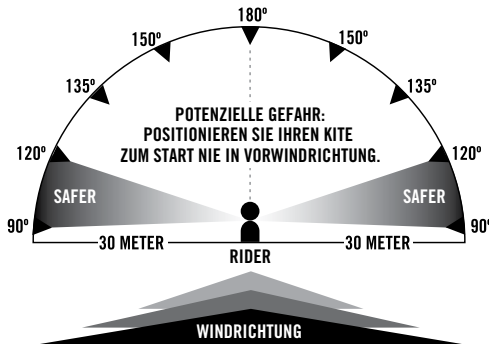 180º
150º
150º
135º
135º
POTENZIELLE GEFAHR:
POSITIONIEREN SIE IHREN KITE
ZUM START NIE IN VORWINDRICHTUNG.
120º
120º
SAFER
SAFER
90º
90º
30 METER
30 METER
RIDER
WINDRICHTUNG